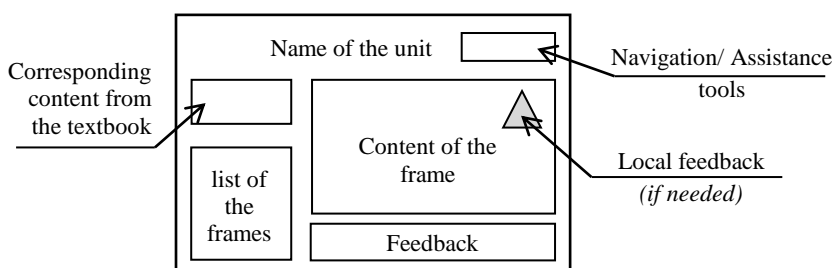 Name of the unit
Navigation/ Assistance
tools
Corresponding
content from
the textbook
Content of the
frame
Local feedback
(if needed)
list of
the
frames
Feedback